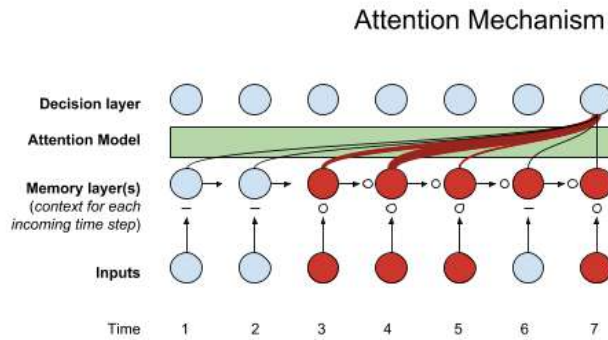 Attention Mechanism
Decision layer
Attention Model
Memory layer(s)
(context for each
incoming time step)
Inputs
Time 1 2 3 4 5 6 7